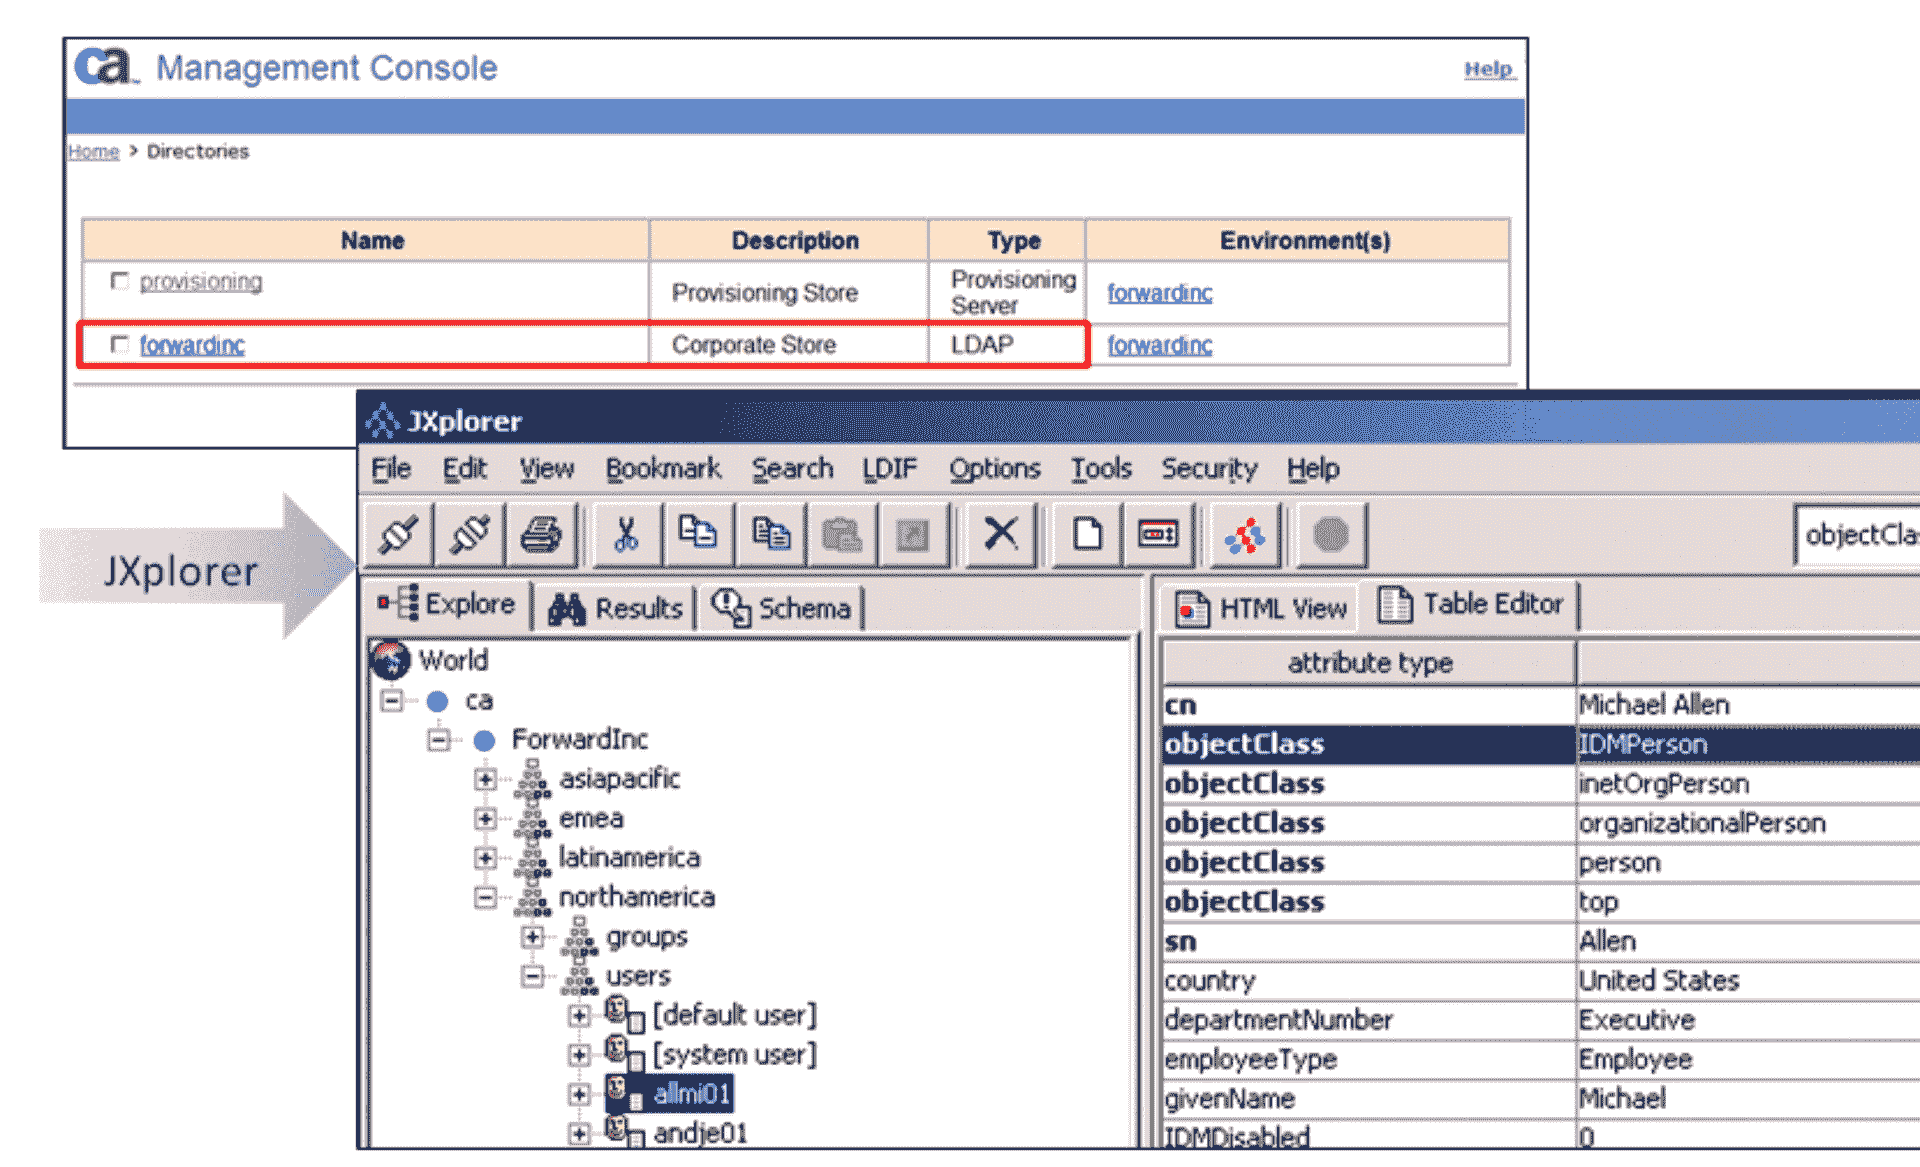 ca Management Console Help
Home > Directories
Name Description Type Environment(s)
provisioning Provisioning Store Provisioning Server forwardinc
forwardinc Corporate Store LDAP forwardinc
JXplorer
JXplorer
File Edit View Bookmark Search LDIF Options Tools Security Help
objectCla
Explore Results Schema
World
ca
ForwardInc
asiapacific
emea
latinamerica
northamerica
groups
users
[default user]
[system user]
allmi01
andje01
HTML View Table Editor
attribute type
cn Michael Allen
objectClass IDMPerson
objectClass inetOrgPerson
objectClass organizationalPerson
objectClass person
objectClass top
sn Allen
country United States
departmentNumber Executive
employeeType Employee
givenName Michael
IDMDisabled 0